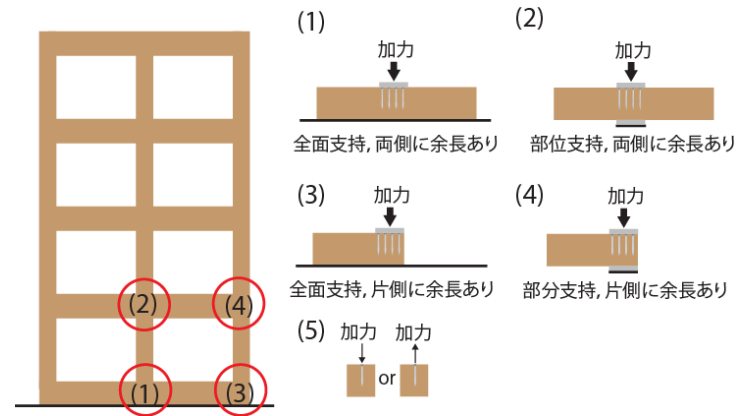 (1)
加力
全面支持, 両側に余長あり
(2)
加力
部位支持, 両側に余長あり
(3)
加力
全面支持, 片側に余長あり
(4)
加力
部分支持, 片側に余長あり
(5)
加力 加力
or
(2) (4)
(1) (3)